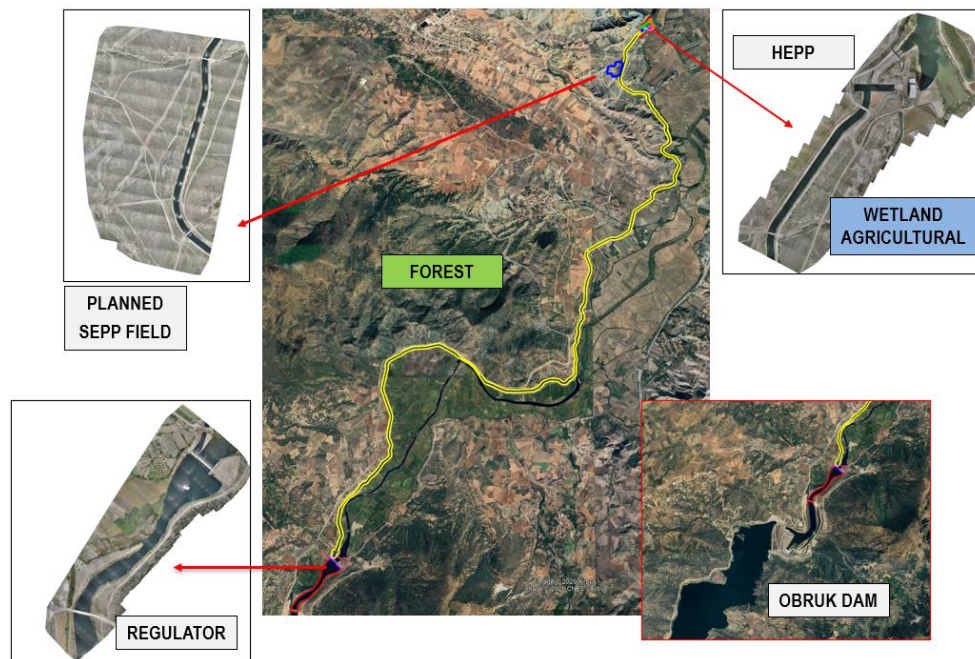 HEPP
WETLAND
AGRICULTURAL
FOREST
PLANNED
SEPP FIELD
REGULATOR
OBRUK DAM